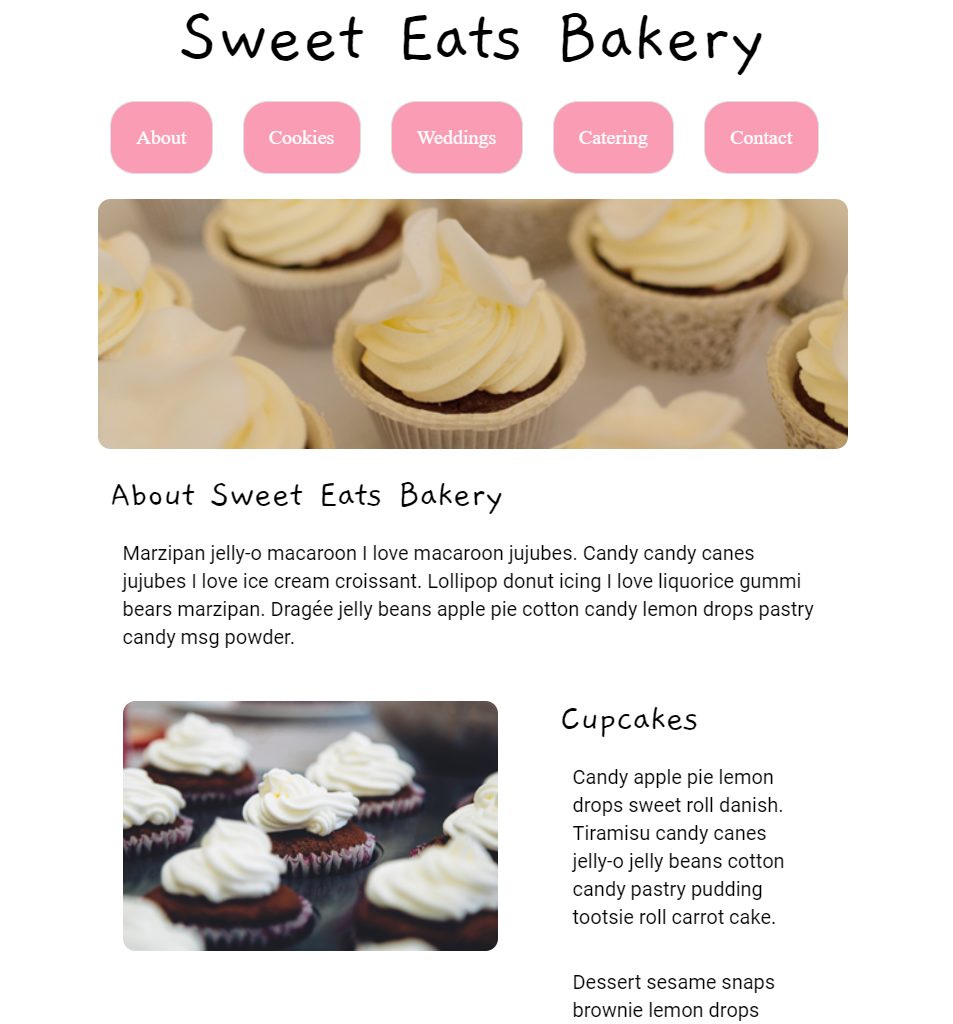 Sweet Eats Bakery
About Cookies Weddings Catering Contact
About Sweet Eats Bakery
Marzipan jelly-o macaroon I love macaroon jujubes. Candy candy canes
jujubes I love ice cream croissant. Lollipop donut icing I love liquorice gummi
bears marzipan. Dragée jelly beans apple pie cotton candy lemon drops pastry
candy msg powder.
Cupcakes
Candy apple pie lemon
drops sweet roll danish.
Tiramisu candy canes
jelly-o jelly beans cotton
candy pastry pudding
tootsie roll carrot cake.
Dessert sesame snaps
brownie lemon drops